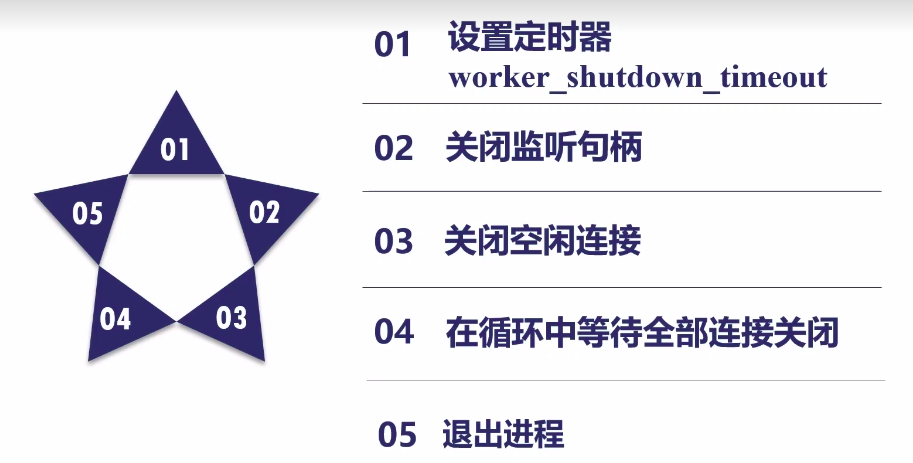 01
02
03
04
05
01 设置定时器
worker_shutdown_timeout
02 关闭监听句柄
03 关闭空闲连接
04 在循环中等待全部连接关闭
05 退出进程